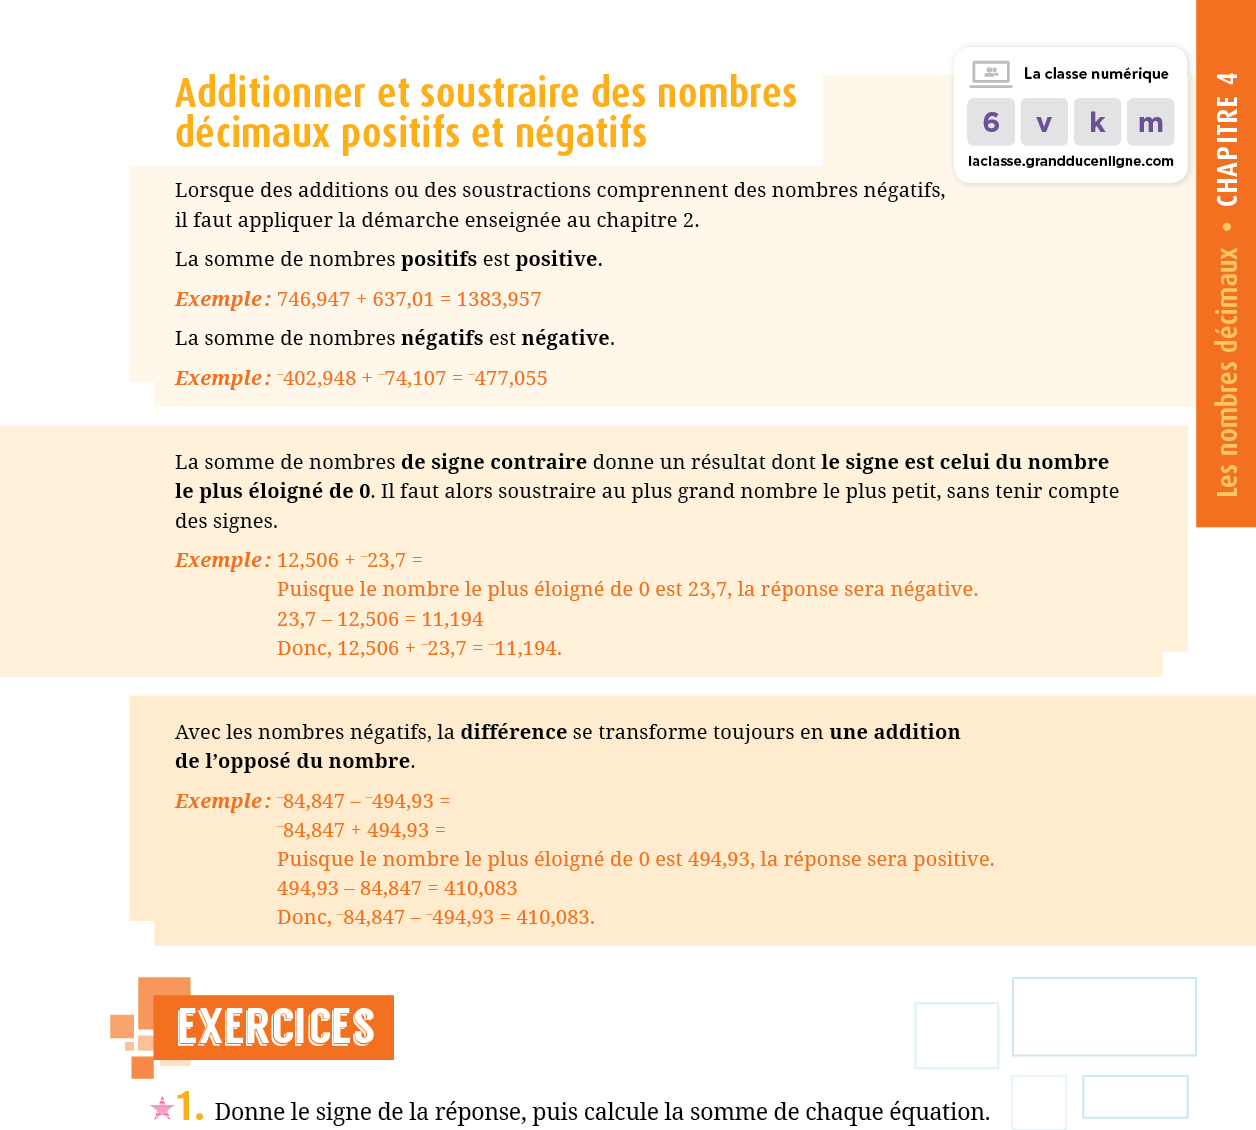 Additionner et soustraire des nombres
décimaux positifs et négatifs
La classe numérique
6 v k m
laclasse.grandducenligne.com
Les nombres décimaux • CHAPITRE 4
Lorsque des additions ou des soustractions comprennent des nombres négatifs,
il faut appliquer la démarche enseignée au chapitre 2.
La somme de nombres positifs est positive.
Exemple : 746,947 + 637,01 = 1383,957
La somme de nombres négatifs est négative.
Exemple : ⁻402,948 + ⁻74,107 = ⁻477,055
La somme de nombres de signe contraire donne un résultat dont le signe est celui du nombre
le plus éloigné de 0. Il faut alors soustraire au plus grand nombre le plus petit, sans tenir compte
des signes.
Exemple : 12,506 + ⁻23,7 =
Puisque le nombre le plus éloigné de 0 est 23,7, la réponse sera négative.
23,7 – 12,506 = 11,194
Donc, 12,506 + ⁻23,7 = ⁻11,194.
Avec les nombres négatifs, la différence se transforme toujours en une addition
de l’opposé du nombre.
Exemple : ⁻84,847 – ⁻494,93 =
⁻84,847 + 494,93 =
Puisque le nombre le plus éloigné de 0 est 494,93, la réponse sera positive.
494,93 – 84,847 = 410,083
Donc, ⁻84,847 – ⁻494,93 = 410,083.
EXERCICES
1. Donne le signe de la réponse, puis calcule la somme de chaque équation.